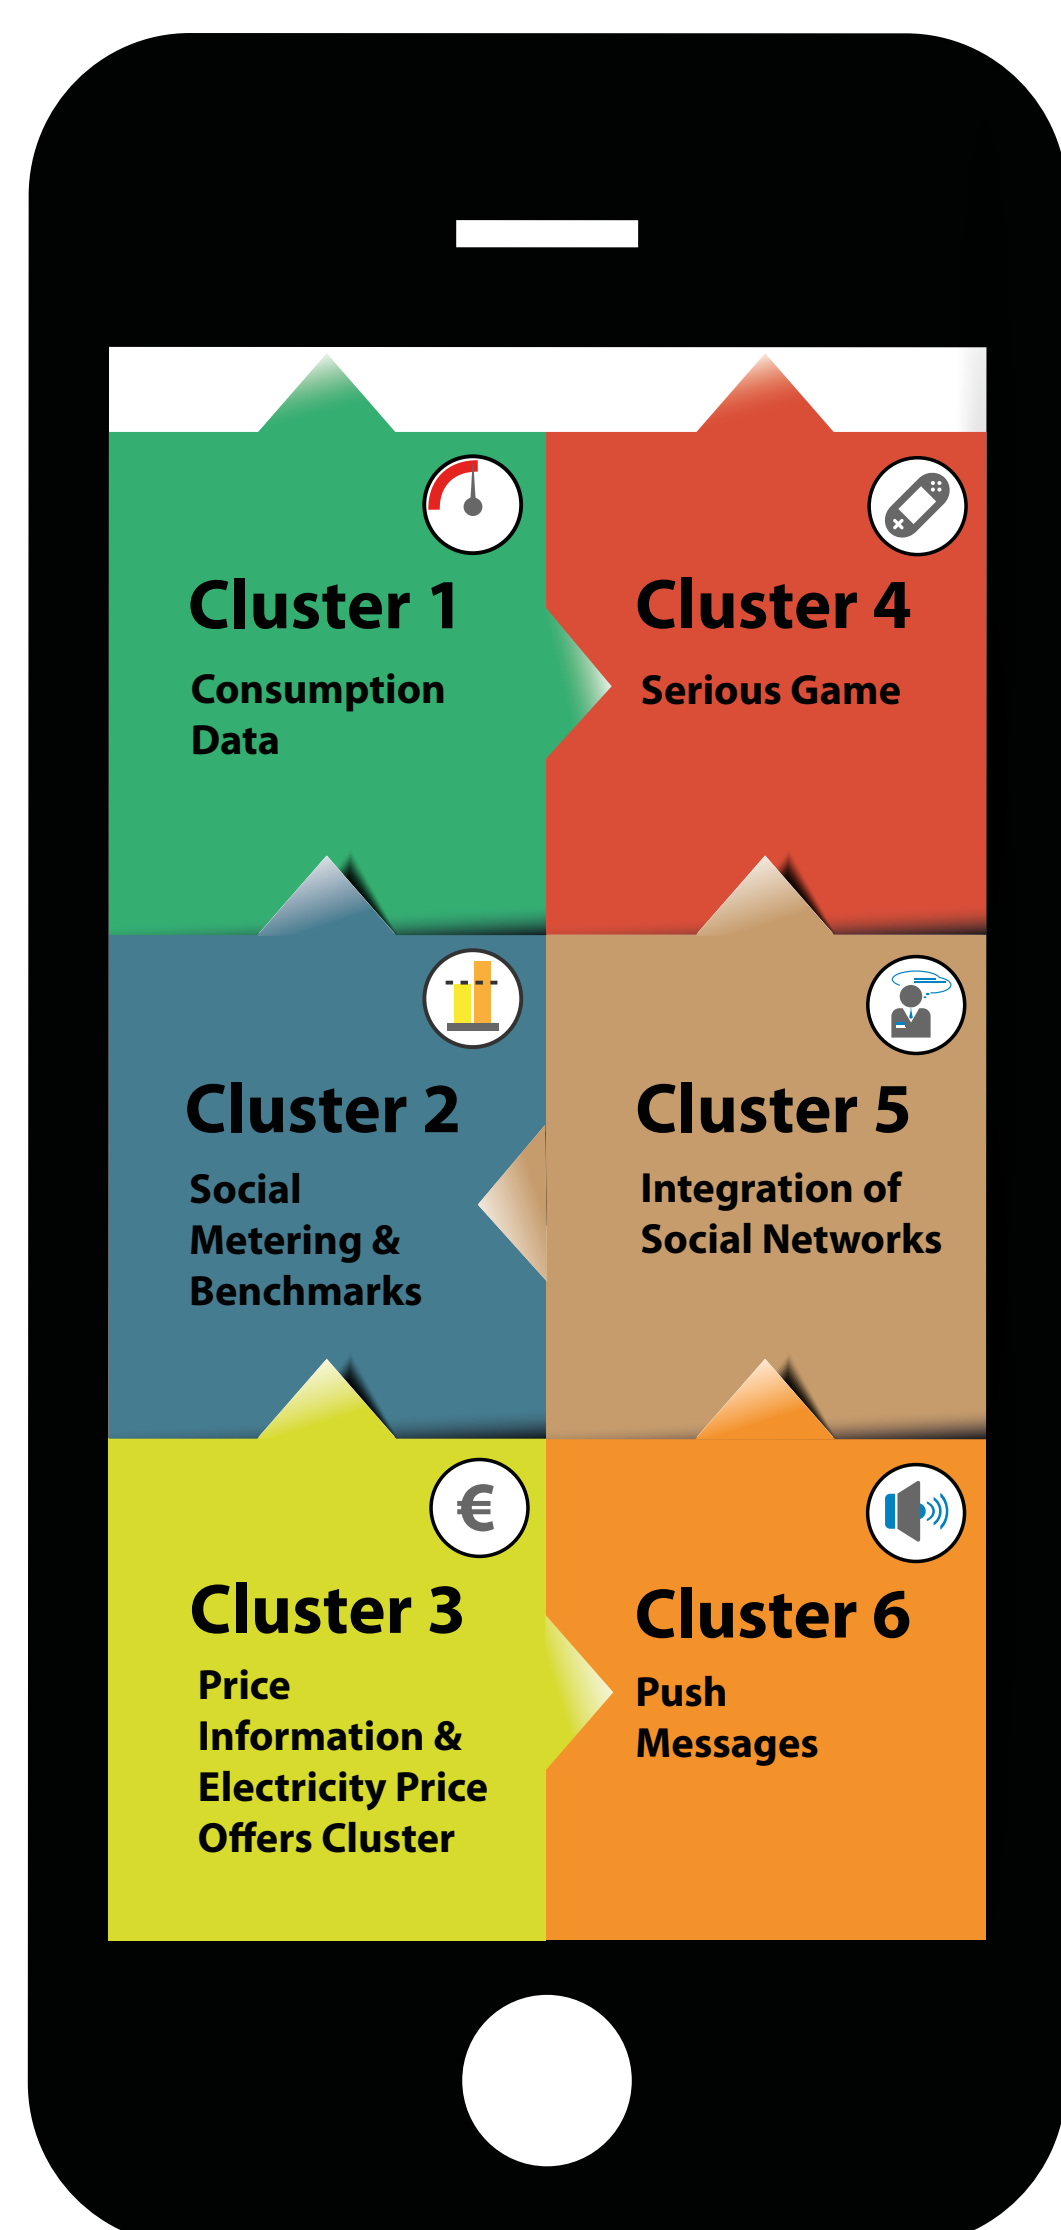 Cluster 1
Consumption
Data
Cluster 4
Serious Game
Cluster 2
Social
Metering &
Benchmarks
Cluster 5
Integration of
Social Networks
€
Cluster 3
Price
Information &
Electricity Price
Offers Cluster
Cluster 6
Push
Messages